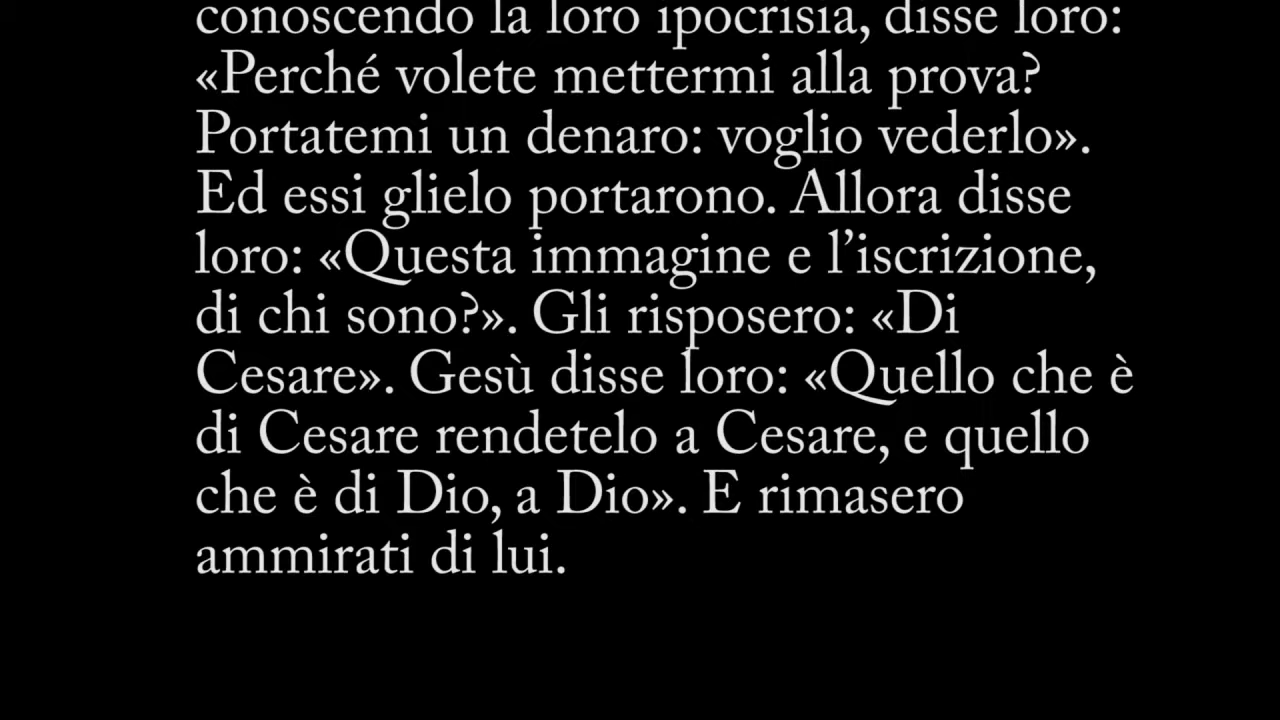 conoscendo la loro ipocrisia, disse loro:
«Perché volete mettermi alla prova?
Portatemi un denaro: voglio vederlo».
Ed essi glielo portarono. Allora disse
loro: «Questa immagine e l’iscrizione,
di chi sono?». Gli risposero: «Di
Cesare». Gesù disse loro: «Quello che è
di Cesare rendetelo a Cesare, e quello
che è di Dio, a Dio». E rimasero
ammirati di lui.